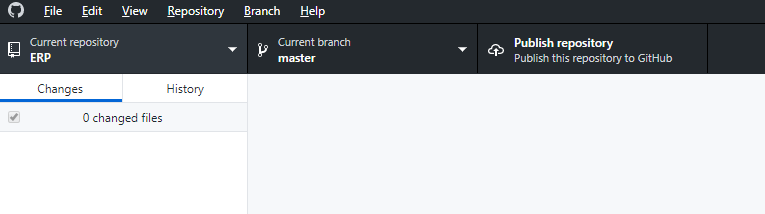 File Edit View Repository Branch Help
Current repository
ERP
Current branch
master
Publish repository
Publish this repository to GitHub
Changes History
0 changed files